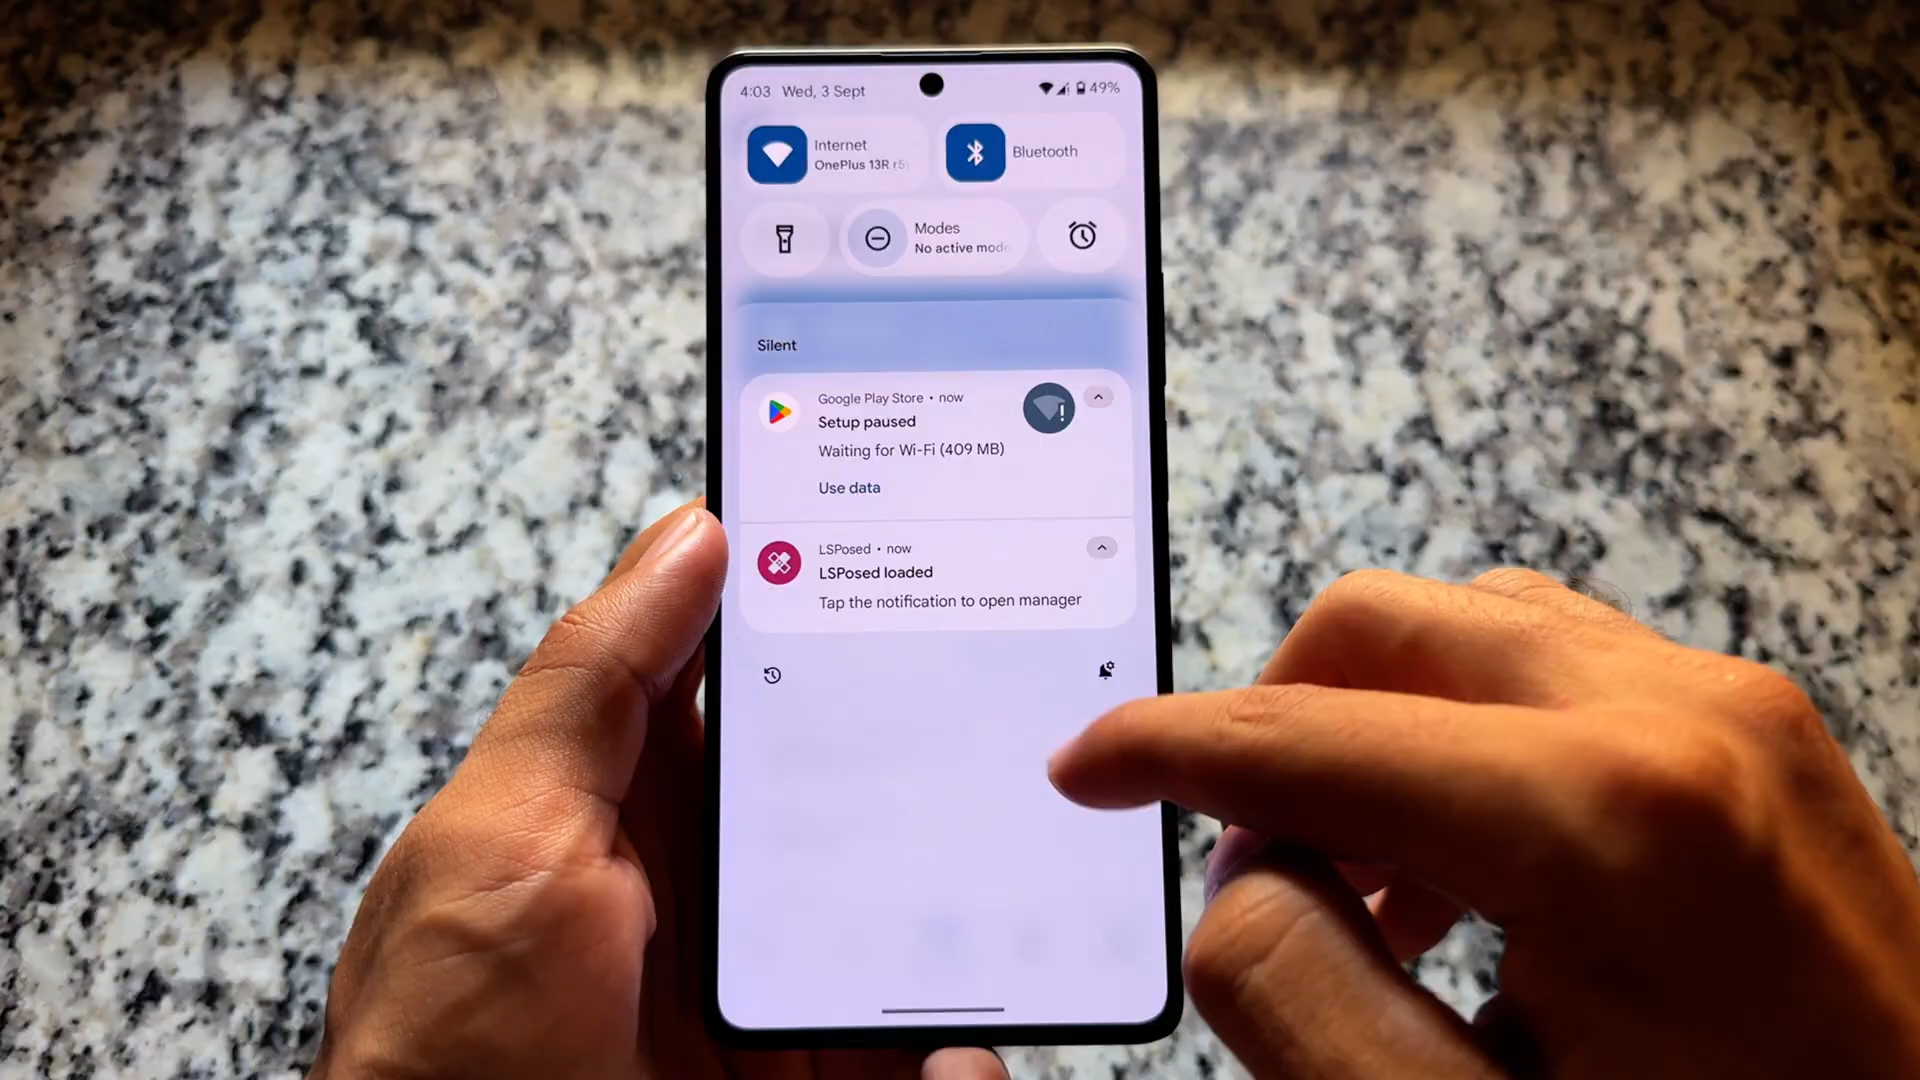 4:03 Wed, 3 Sept
49%
Internet
OnePlus 13R
Bluetooth
Modes
No active mode
Silent
Google Play Store • now
Setup paused
Waiting for Wi-Fi (409 MB)
Use data
LSPosed • now
LSPosed loaded
Tap the notification to open manager